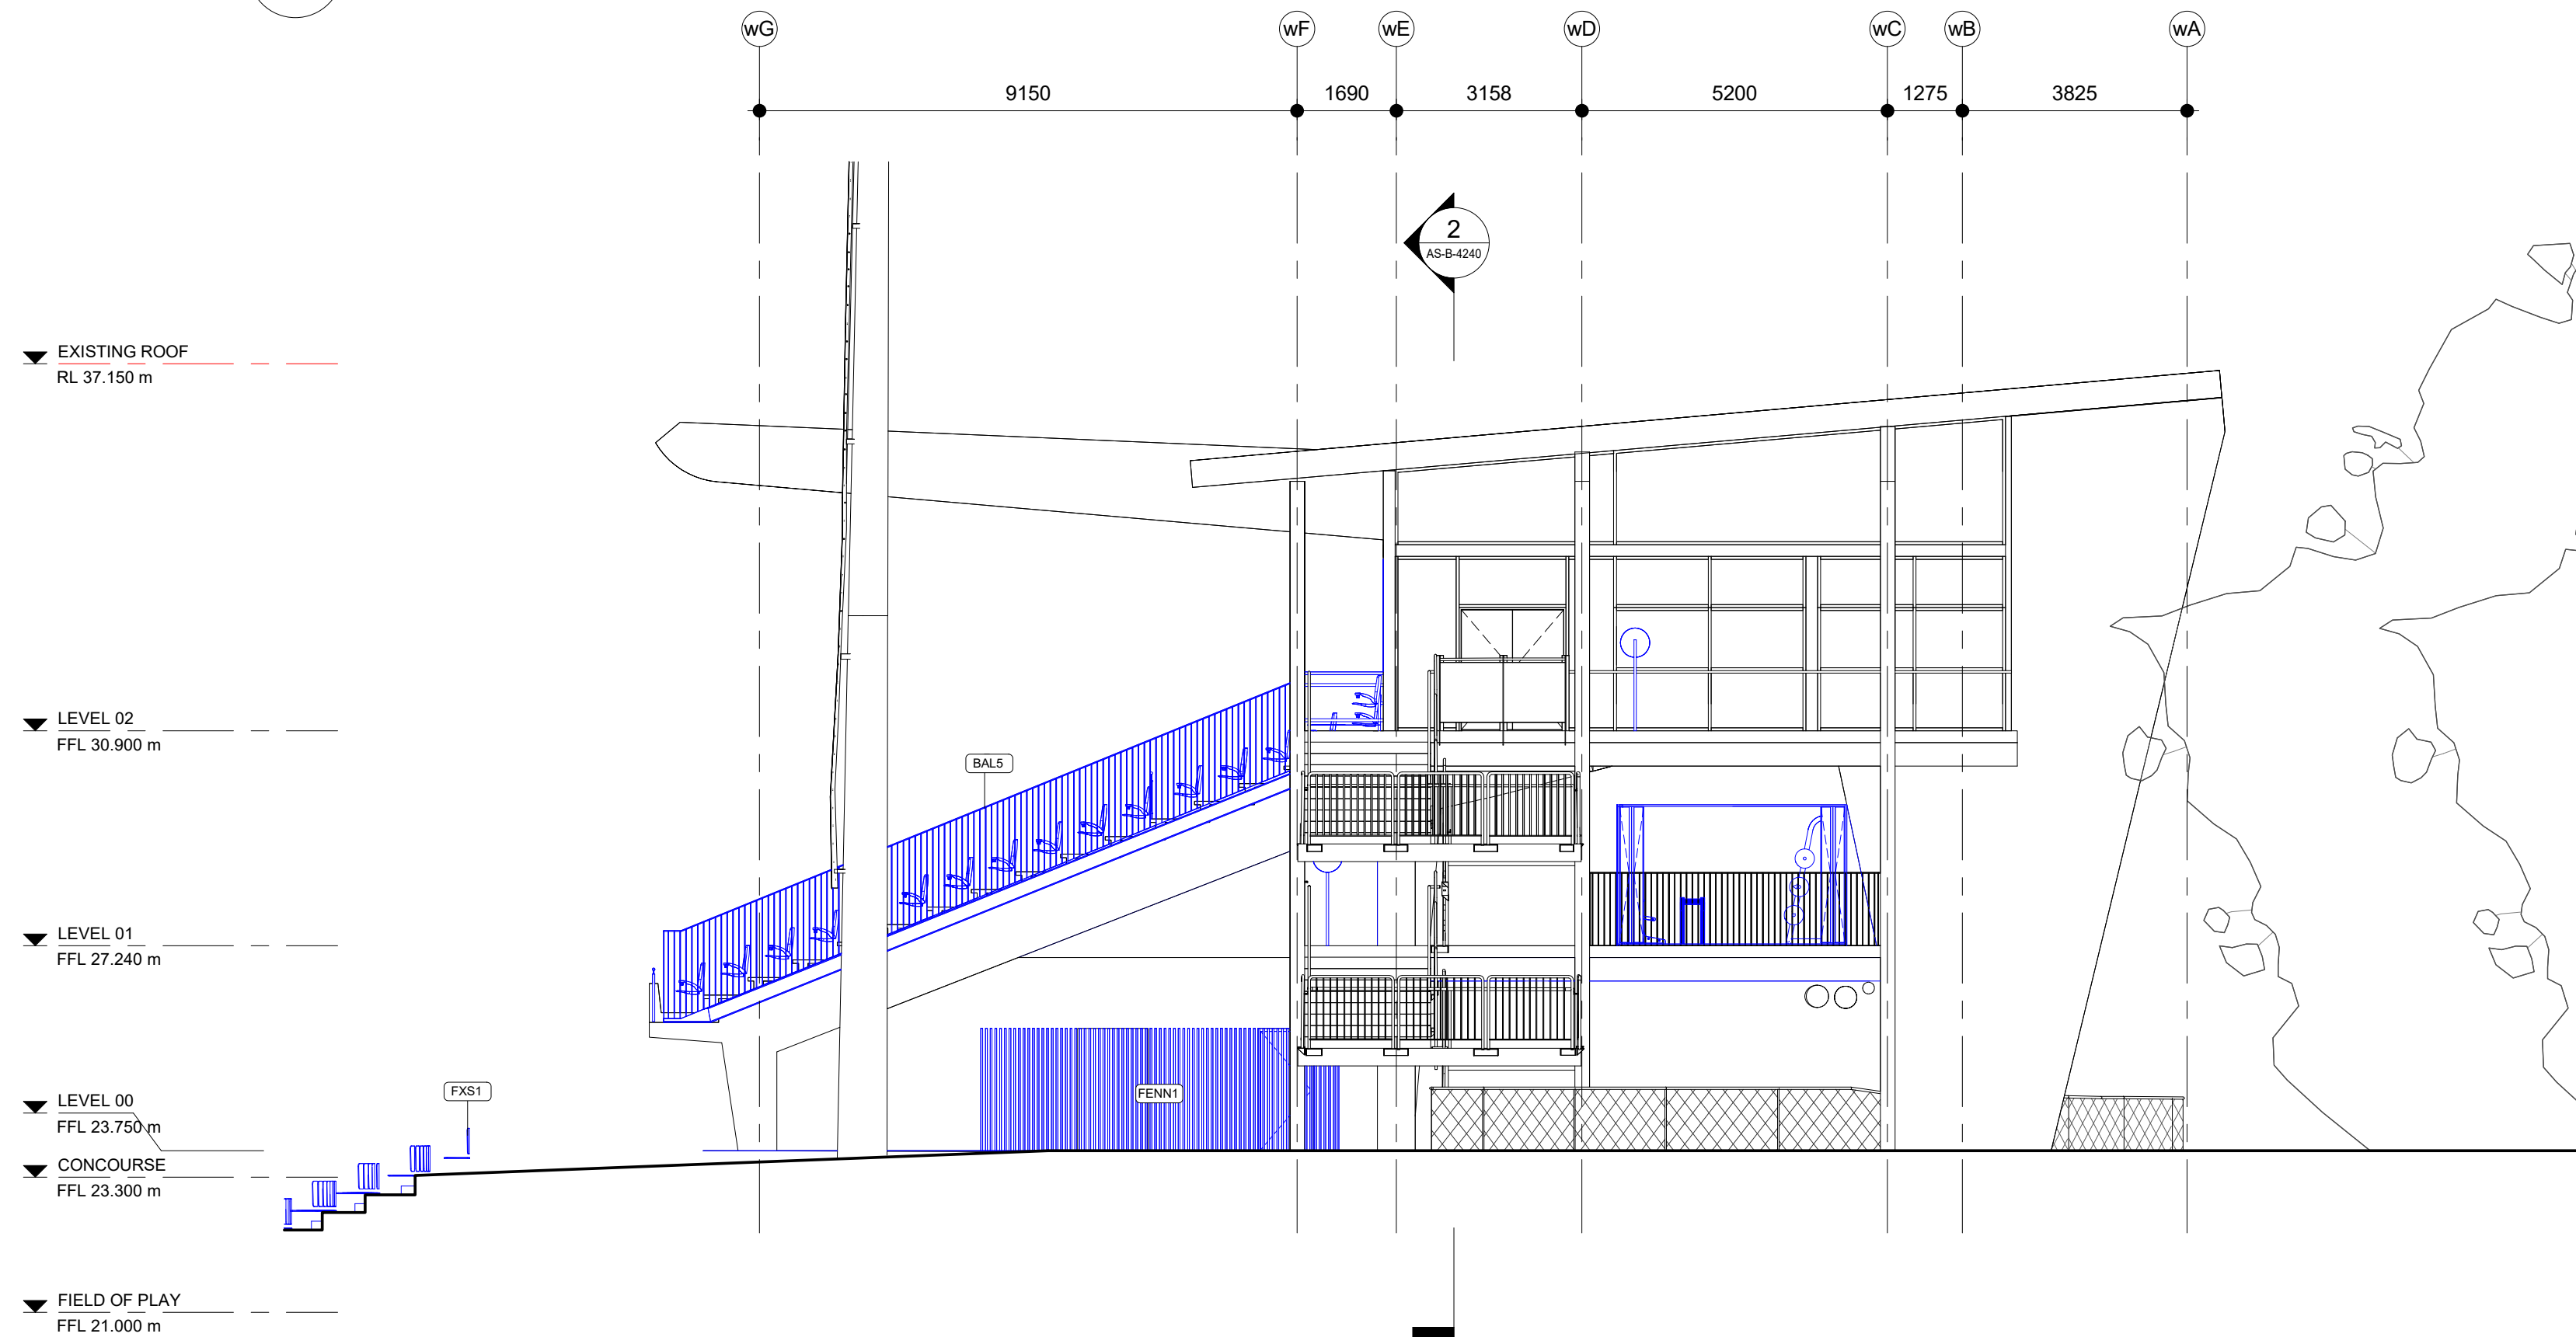 wG
wF
wE
wD
wC
wB
wA
9150
1690
3158
5200
1275
3825
2
AS-B-4240
EXISTING ROOF
RL 37.150 m
LEVEL 02
FFL 30.900 m
BAL5
LEVEL 01
FFL 27.240 m
FXS1
FENN1
LEVEL 00
FFL 23.750 m
CONCOURSE
FFL 23.300 m
FIELD OF PLAY
FFL 21.000 m